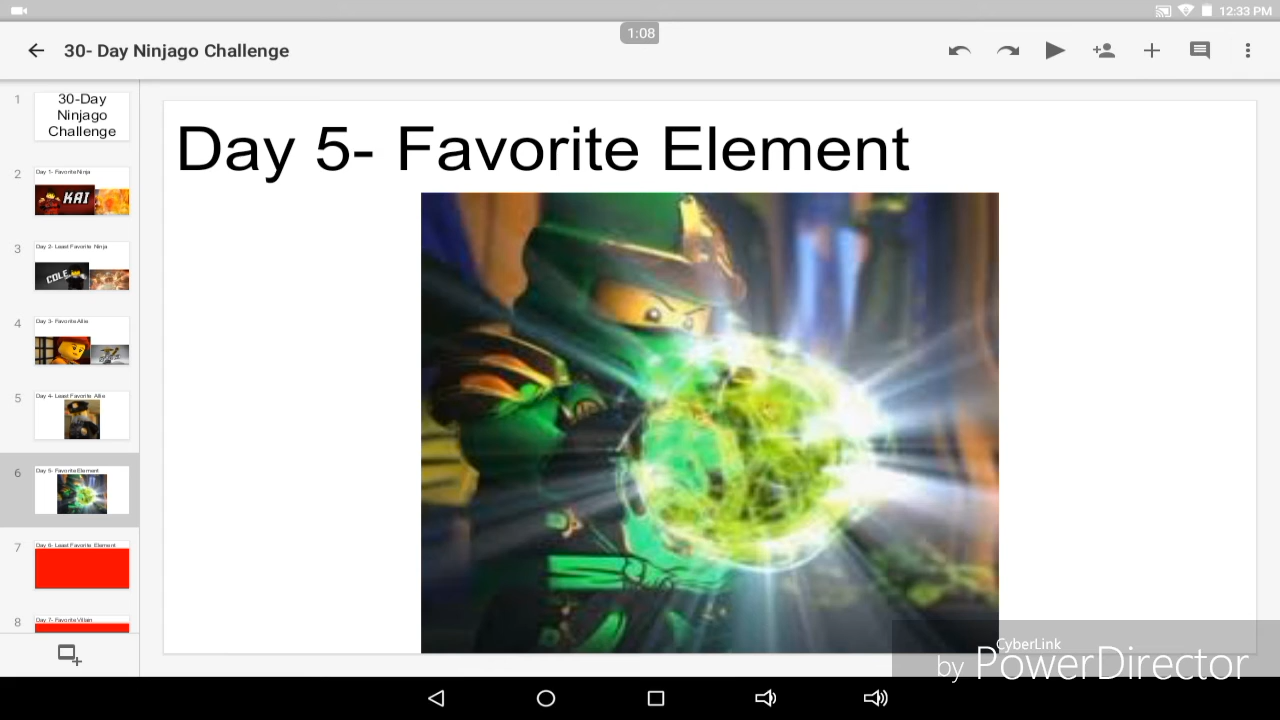 12:33 PM
1:08
30- Day Ninjago Challenge
1
30-Day
Ninjago
Challenge
2
Day 1- Favorite Ninja
KAI
3
Day 2- Least Favorite Ninja
COLE
4
Day 3- Favorite Allie
5
Day 4- Least Favorite Allie
6
Day 5- Favorite Element
7
Day 6- Least Favorite Element
8
Day 7- Favorite Villain
Day 5- Favorite Element
CyberLink
by PowerDirector